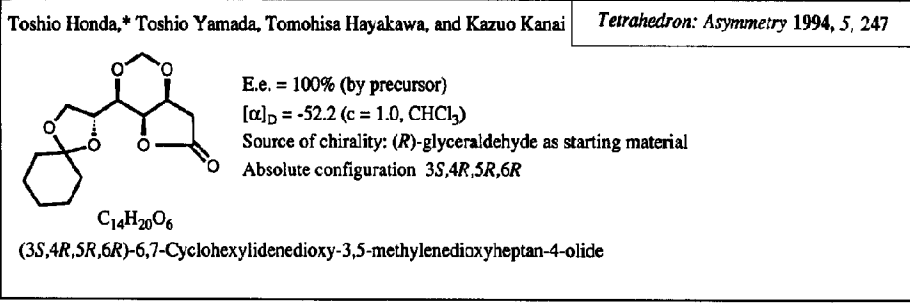 Toshio Honda,* Toshio Yamada, Tomohisa Hayakawa, and Kazuo Kanai
Tetrahedron: Asymmetry 1994, 5, 247
O O
E.e. = 100% (by precursor)
[α]D = -52.2 (c = 1.0, CHCl3)
O O O
Source of chirality: (R)-glyceraldehyde as starting material
O
Absolute configuration 3S,4R,5R,6R
C14H20O6
(3S,4R,5R,6R)-6,7-Cyclohexylidenedioxy-3,5-methylenedioxyheptan-4-olide